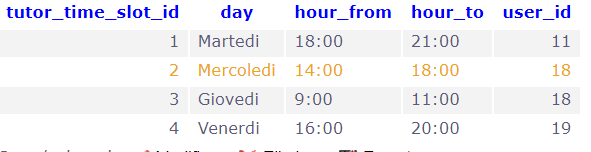 tutor_time_slot_id day hour_from hour_to user_id
1 Martedi 18:00 21:00 11
2 Mercoledi 14:00 18:00 18
3 Giovedi 9:00 11:00 18
4 Venerdi 16:00 20:00 19